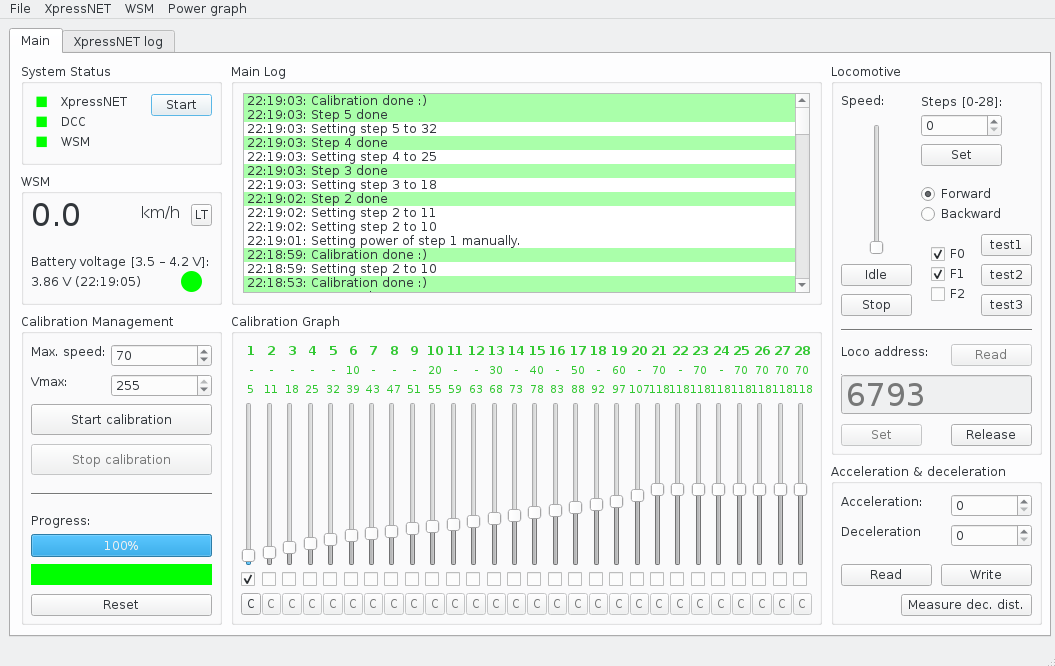 File XpressNET WSM Power graph
Main XpressNET log
System Status
XpressNET Start
DCC
WSM
WSM
0.0 km/h LT
Battery voltage [3.5 – 4.2 V]:
3.86 V (22:19:05)
Calibration Management
Max. speed: 70
Vmax: 255
Start calibration
Stop calibration
Progress:
100%
Reset
Main Log
22:19:03: Calibration done :)
22:19:03: Step 5 done
22:19:03: Setting step 5 to 32
22:19:03: Step 4 done
22:19:03: Setting step 4 to 25
22:19:03: Step 3 done
22:19:03: Setting step 3 to 18
22:19:02: Step 2 done
22:19:02: Setting step 2 to 11
22:19:02: Setting step 2 to 10
22:19:01: Setting power of step 1 manually.
22:18:59: Calibration done :)
22:18:59: Setting step 2 to 10
22:18:53: Calibration done :)
Calibration Graph
1 2 3 4 5 6 7 8 9 10 11 12 13 14 15 16 17 18 19 20 21 22 23 24 25 26 27 28
- - - - - 10 - - - 20 - - 30 - 40 - 50 - 60 - 70 - 70 - 70 70 70 70
5 11 18 25 32 39 43 47 51 55 59 63 68 73 78 83 88 92 97 107 118 118 118 118 118 118 118 118
C C C C C C C C C C C C C C C C C C C C C C C C C C C C
Locomotive
Speed: Steps [0-28]:
0
Set
Forward
Backward
F0 test1
Idle F1 test2
F2
Stop test3
Loco address: Read
6793
Set Release
Acceleration & deceleration
Acceleration: 0
Deceleration 0
Read Write
Measure dec. dist.